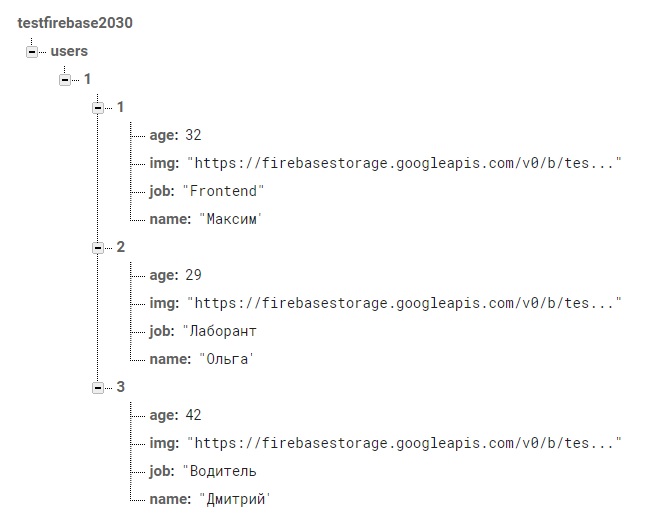 testfirebase2030
users
1
1
age: 32
img: "https://firebasestorage.googleapis.com/v0/b/tes..."
job: "Frontend"
name: "Максим'
2
age: 29
img: "https://firebasestorage.googleapis.com/v0/b/tes..."
job: "Лаборант
name: "Ольга'
3
age: 42
img: "https://firebasestorage.googleapis.com/v0/b/tes..."
job: "Водитель
name: "Дмитрий'